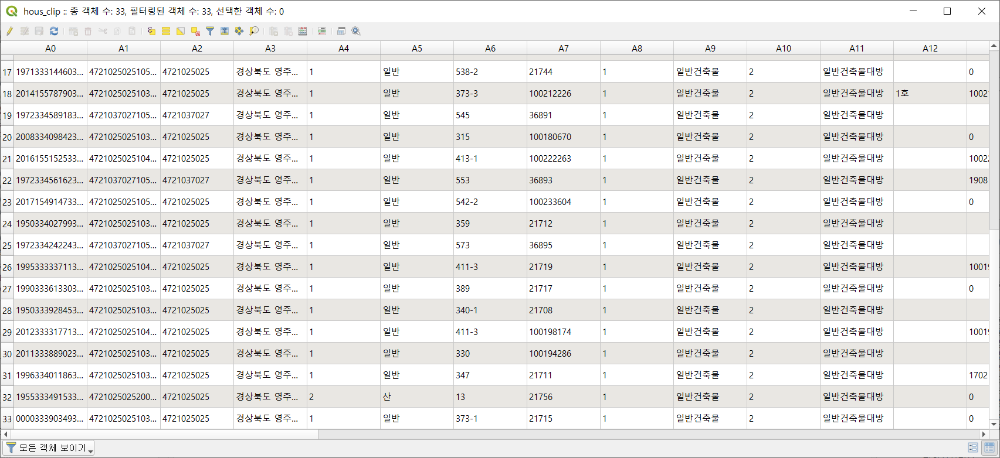 hous_clip :: 총 객체 수: 33, 필터링된 객체 수: 33, 선택한 객체 수: 0
A0 A1 A2 A3 A4 A5 A6 A7 A8 A9 A10 A11 A12
17 1971333144603... 4721025025105... 4721025025 경상북도 영주... 1 일반 538-2 21744 1 일반건축물 2 일반건축물대방 0
18 2014155787903... 4721025025103... 4721025025 경상북도 영주... 1 일반 373-3 100212226 1 일반건축물 2 일반건축물대방 1호 1002
19 1972334589183... 4721037027105... 4721037027 경상북도 영주... 1 일반 545 36891 1 일반건축물 2 일반건축물대방
20 2008334098423... 4721025025103... 4721025025 경상북도 영주... 1 일반 315 100180670 1 일반건축물 2 일반건축물대방 0
21 2016155152533... 4721025025104... 4721025025 경상북도 영주... 1 일반 413-1 100222263 1 일반건축물 2 일반건축물대방 1002
22 1972334561623... 4721037027105... 4721037027 경상북도 영주... 1 일반 553 36893 1 일반건축물 2 일반건축물대방 1908
23 2017154914733... 4721025025105... 4721025025 경상북도 영주... 1 일반 542-2 100233604 1 일반건축물 2 일반건축물대방 0
24 1950334027993... 4721025025103... 4721025025 경상북도 영주... 1 일반 359 21712 1 일반건축물 2 일반건축물대방
25 1972334242243... 4721037027105... 4721037027 경상북도 영주... 1 일반 573 36895 1 일반건축물 2 일반건축물대방
26 1995333337113... 4721025025104... 4721025025 경상북도 영주... 1 일반 411-3 21719 1 일반건축물 2 일반건축물대방 1001
27 1990333613303... 4721025025103... 4721025025 경상북도 영주... 1 일반 389 21717 1 일반건축물 2 일반건축물대방 0
28 1950333928453... 4721025025103... 4721025025 경상북도 영주... 1 일반 340-1 21708 1 일반건축물 2 일반건축물대방
29 2012333317713... 4721025025104... 4721025025 경상북도 영주... 1 일반 411-3 100198174 1 일반건축물 2 일반건축물대방 1001
30 2011333889023... 4721025025103... 4721025025 경상북도 영주... 1 일반 330 100194286 1 일반건축물 2 일반건축물대방
31 1996334011863... 4721025025103... 4721025025 경상북도 영주... 1 일반 347 21711 1 일반건축물 2 일반건축물대방 1702
32 1955333491533... 4721025025200... 4721025025 경상북도 영주... 2 산 13 21756 1 일반건축물 2 일반건축물대방 0
33 0000333903493... 4721025025103... 4721025025 경상북도 영주... 1 일반 373-1 21715 1 일반건축물 2 일반건축물대방 0
모든 객체 보이기